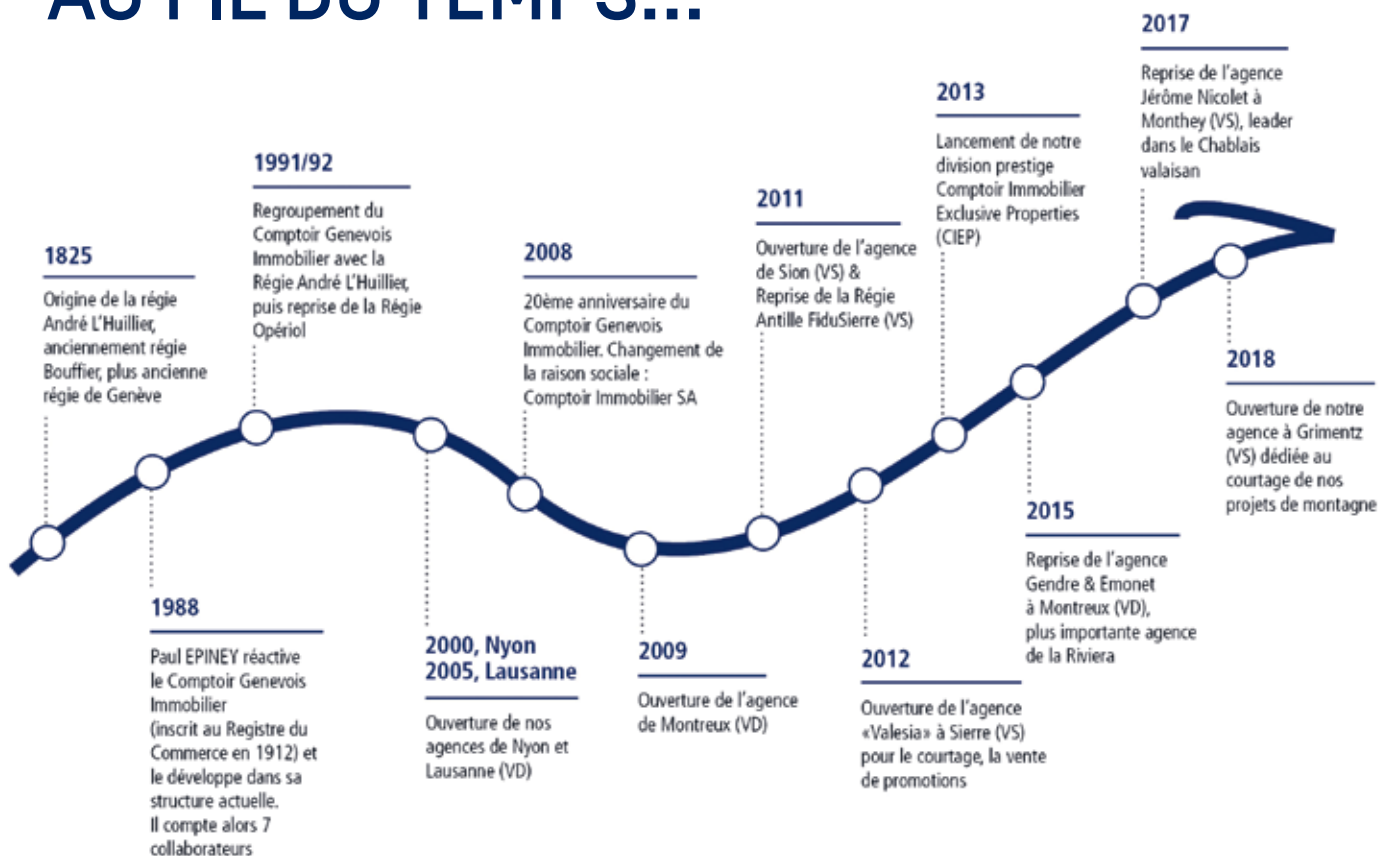 AU FIL DU TEMPS...
1825
Origine de la régie
André L'Huillier,
anciennement régie
Bouffier, plus ancienne
régie de Genève
1988
Paul EPINEY réactive
le Comptoir Genevois
Immobilier
(inscrit au Registre du
Commerce en 1912) et
le développe dans sa
structure actuelle.
Il compte alors 7
collaborateurs
1991/92
Regroupement du
Comptoir Genevois
Immobilier avec la
Régie André L'Huillier,
puis reprise de la Régie
Opériol
2000, Nyon
2005, Lausanne
Ouverture de nos
agences de Nyon et
Lausanne (VD)
2008
20ème anniversaire du
Comptoir Genevois
Immobilier. Changement de
la raison sociale :
Comptoir Immobilier SA
2009
Ouverture de l'agence
de Montreux (VD)
2011
Ouverture de l'agence
de Sion (VS) &
Reprise de la Régie
Antille FiduSierre (VS)
2012
Ouverture de l'agence
«Valesia» à Sierre (VS)
pour le courtage, la vente
de promotions
2013
Lancement de notre
division prestige
Comptoir Immobilier
Exclusive Properties
(CIEP)
2015
Reprise de l'agence
Gendre & Emonet
à Montreux (VD),
plus importante agence
de la Riviera
2017
Reprise de l'agence
Jérôme Nicolet à
Monthey (VS), leader
dans le Chablais
valaisan
2018
Ouverture de notre
agence à Grimentz
(VS) dédiée au
courtage de nos
projets de montagne